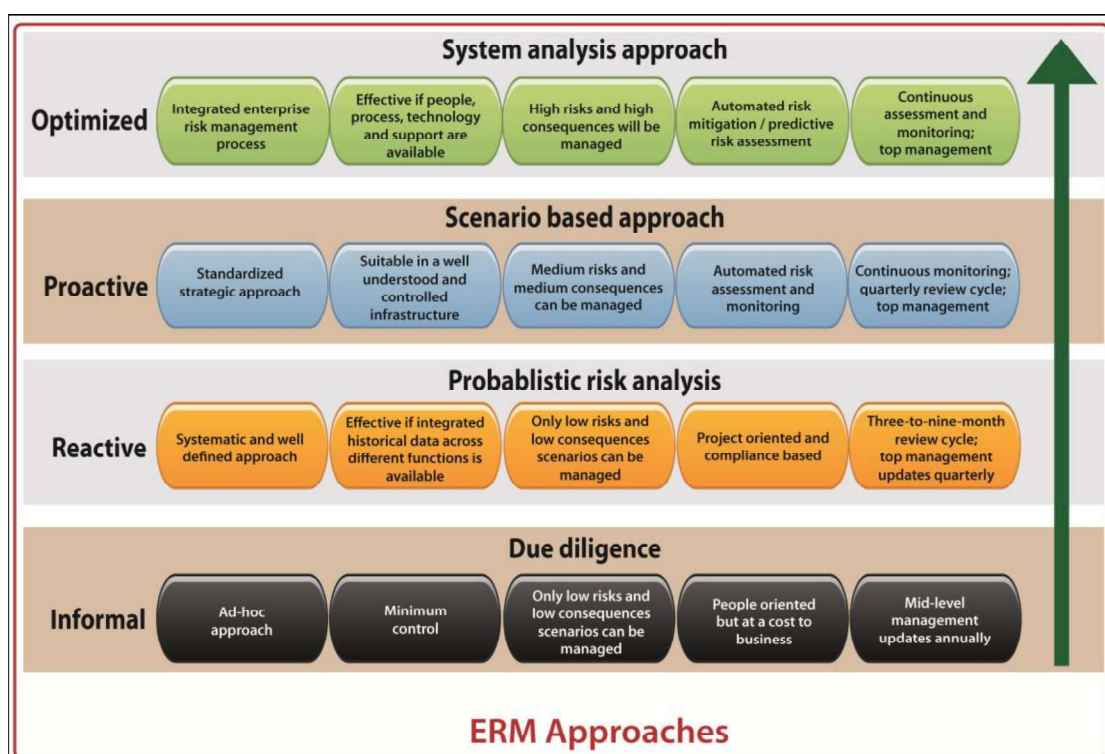 System analysis approach
Optimized
Integrated enterprise
risk management
process
Effective if people,
process, technology
and support are
available
High risks and high
consequences will be
managed
Automated risk
mitigation / predictive
risk assessment
Continuous
assessment and
monitoring;
top management
Scenario based approach
Proactive
Standardized
strategic approach
Suitable in a well
understood and
controlled
infrastructure
Medium risks and
medium consequences
can be managed
Automated risk
assessment and
monitoring
Continuous monitoring;
quarterly review cycle;
top management
Probablistic risk analysis
Reactive
Systematic and well
defined approach
Effective if integrated
historical data across
different functions is
available
Only low risks and
low consequences
scenarios can be
managed
Project oriented and
compliance based
Three-to-nine-month
review cycle;
top management
updates quarterly
Due diligence
Informal
Ad-hoc
approach
Minimum
control
Only low risks and
low consequences
scenarios can be
managed
People oriented
but at a cost to
business
Mid-level
management
updates annually
ERM Approaches